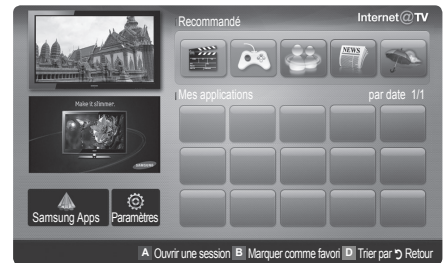 Recommandé
Internet@TV
NEWS
Make it slimmer.
SAMSUNG
Mes applications
par date 1/1
Samsung Apps
Paramètres
A Ouvrir une session B Marquer comme favori D Trier par Retour